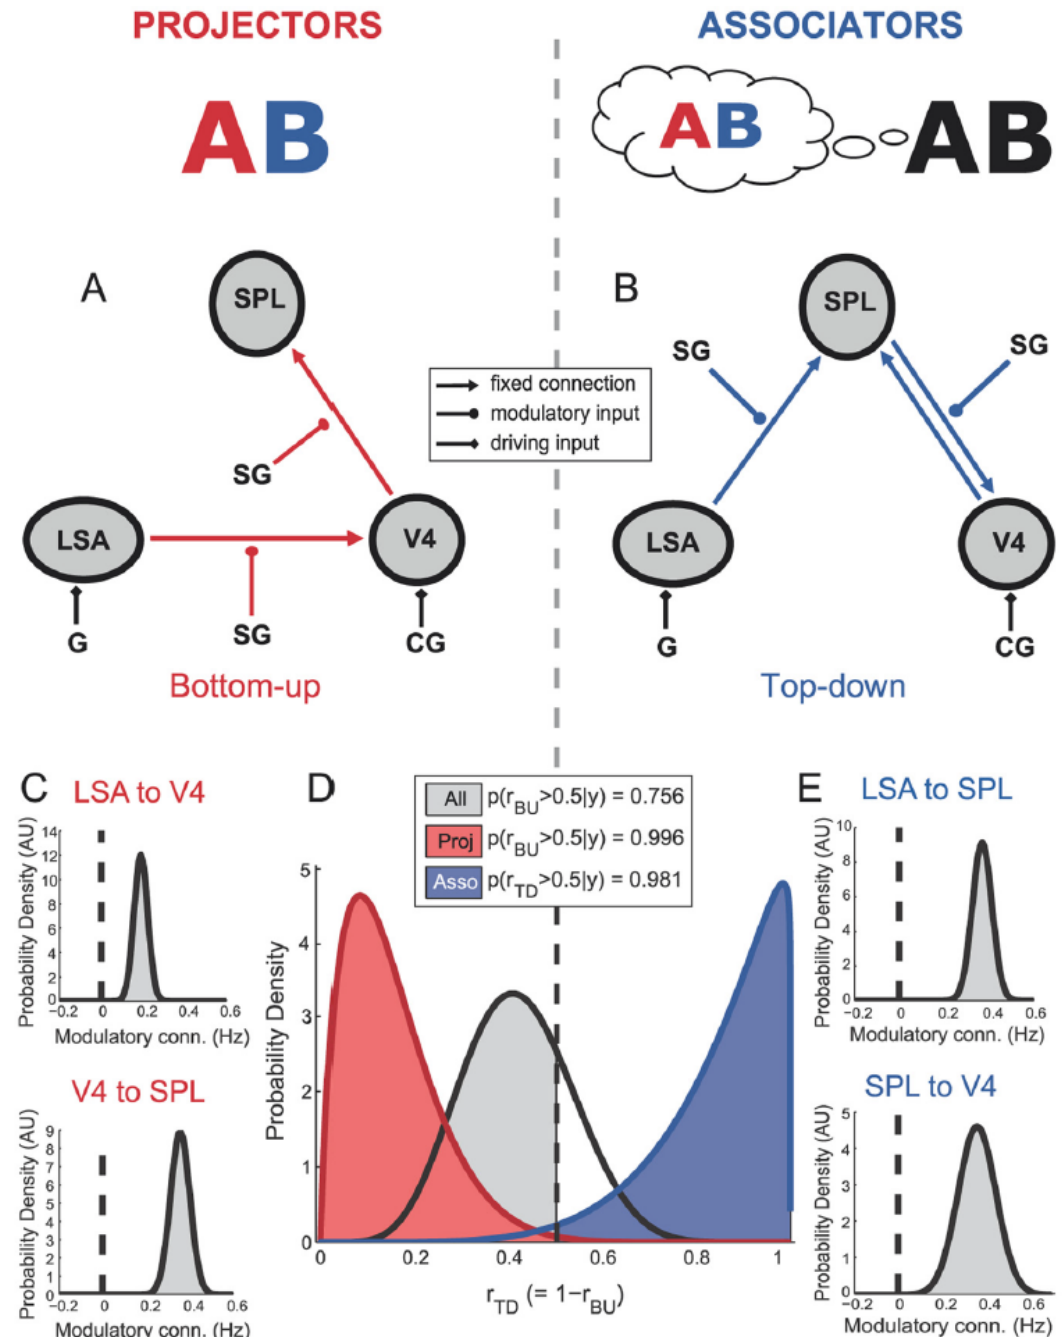 PROJECTORS
ASSOCIATORS
AB
AB
AB
A
SPL
SG
LSA
V4
G
SG
CG
Bottom-up
fixed connection
modulatory input
driving input
B
SPL
SG
SG
LSA
V4
G
CG
Top-down
C
LSA to V4
Probability Density (AU)
14
12
10
8
6
4
2
0
−0.2 0 0.2 0.4 0.6
Modulatory conn. (Hz)
V4 to SPL
Probability Density (AU)
9
8
7
6
5
4
3
2
1
0
−0.2 0 0.2 0.4 0.6
Modulatory conn. (Hz)
D
All p(rBU>0.5|y) = 0.756
Proj p(rBU>0.5|y) = 0.996
Asso p(rTD>0.5|y) = 0.981
Probability Density
5
4
3
2
1
0
0 0.2 0.4 0.6 0.8 1
rTD (= 1−rBU)
E
LSA to SPL
Probability Density (AU)
10
8
6
4
2
0
−0.2 0 0.2 0.4 0.6
Modulatory conn. (Hz)
SPL to V4
Probability Density (AU)
5
4
3
2
1
0
−0.2 0 0.2 0.4 0.6
Modulatory conn. (Hz)